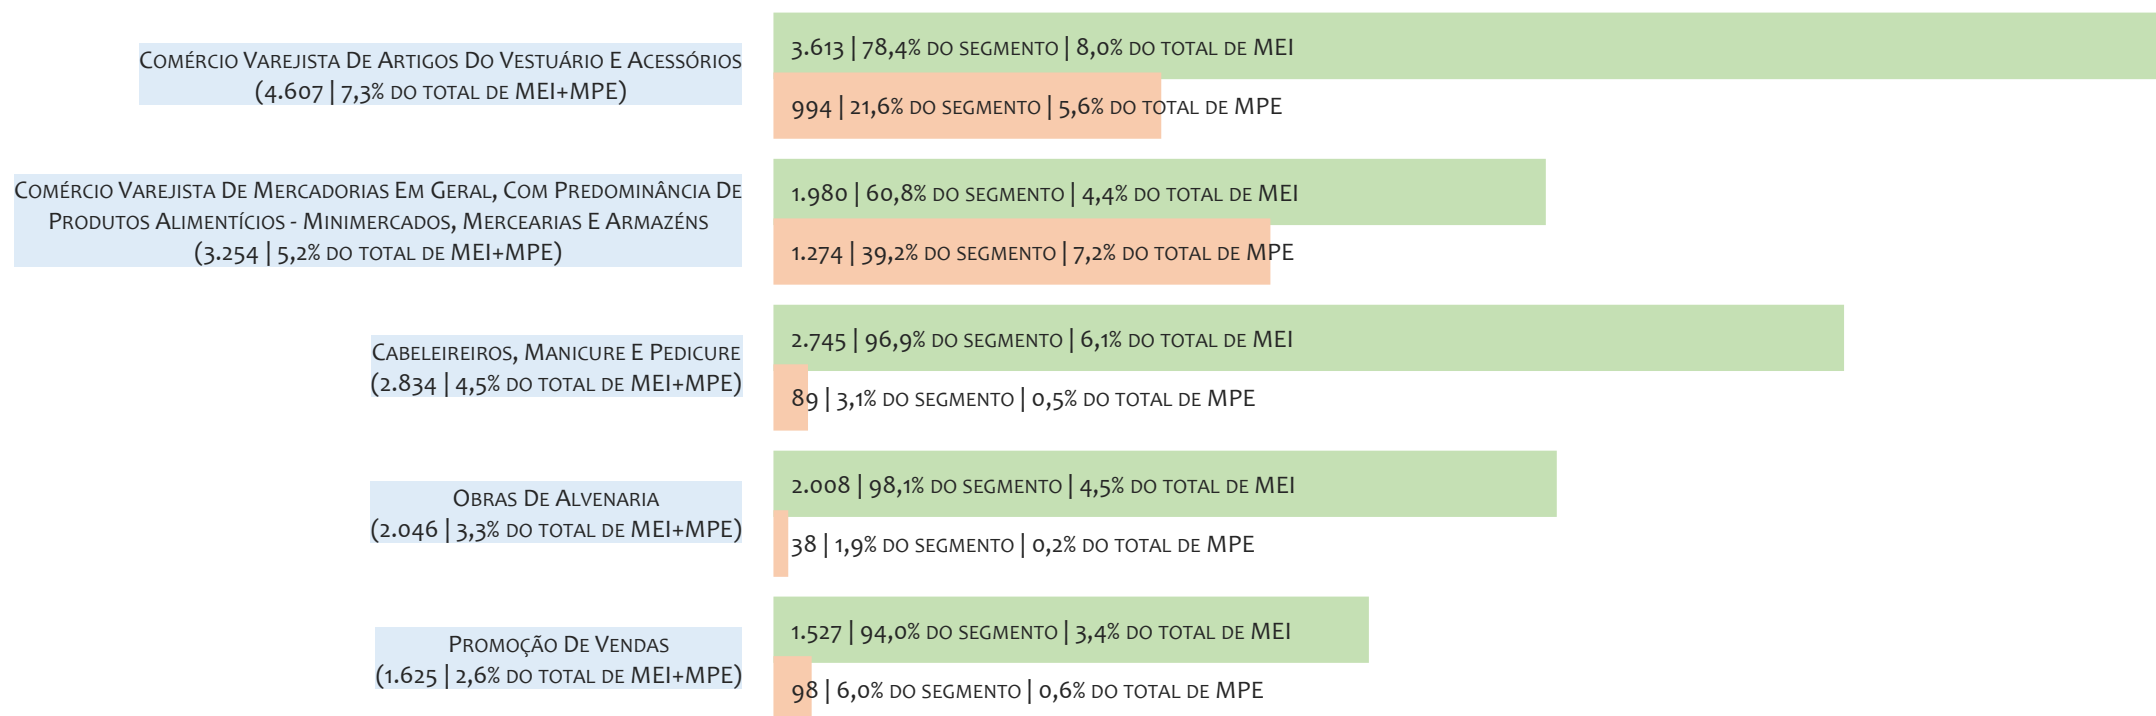 Comércio Varejista De Artigos Do Vestuário E Acessórios
(4.607 | 7,3% do total de MEI+MPE)
3.613 | 78,4% do segmento | 8,0% do total de MEI
994 | 21,6% do segmento | 5,6% do total de MPE
Comércio Varejista De Mercadorias Em Geral, Com Predominância De
Produtos Alimentícios - Minimercados, Mercearias E Armazéns
(3.254 | 5,2% do total de MEI+MPE)
1.980 | 60,8% do segmento | 4,4% do total de MEI
1.274 | 39,2% do segmento | 7,2% do total de MPE
Cabeleireiros, Manicure E Pedicure
(2.834 | 4,5% do total de MEI+MPE)
2.745 | 96,9% do segmento | 6,1% do total de MEI
89 | 3,1% do segmento | 0,5% do total de MPE
Obras De Alvenaria
(2.046 | 3,3% do total de MEI+MPE)
2.008 | 98,1% do segmento | 4,5% do total de MEI
38 | 1,9% do segmento | 0,2% do total de MPE
Promoção De Vendas
(1.625 | 2,6% do total de MEI+MPE)
1.527 | 94,0% do segmento | 3,4% do total de MEI
98 | 6,0% do segmento | 0,6% do total de MPE